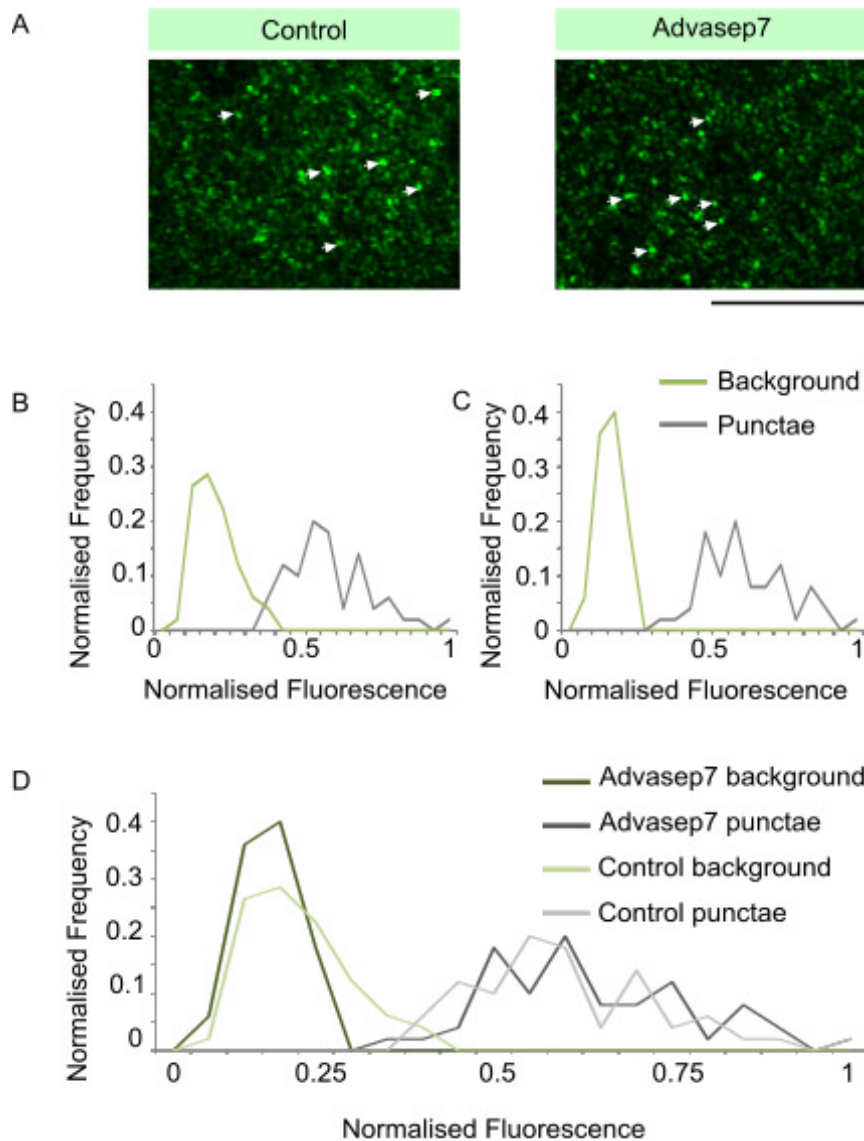 A
Control
Advasep7
B
Normalised Frequency
0.4
0.3
0.2
0.1
0
0
0.5
1
Normalised Fluorescence
C
Normalised Frequency
0.4
0.3
0.2
0.1
0
0
0.5
1
Normalised Fluorescence
Background
Punctae
D
Normalised Frequency
0.4
0.3
0.2
0.1
0
0
0.25
0.5
0.75
1
Normalised Fluorescence
Advasep7 background
Advasep7 punctae
Control background
Control punctae